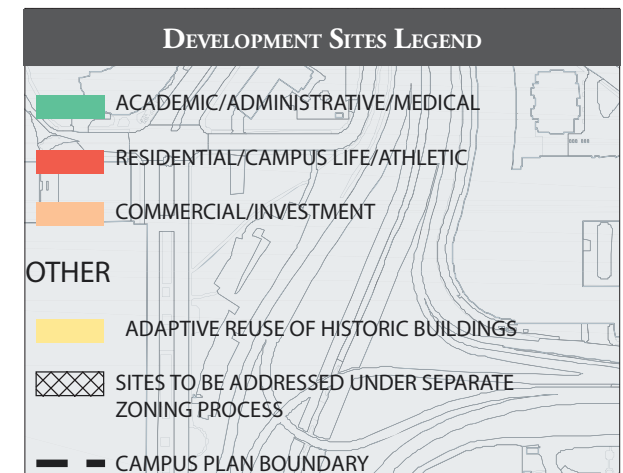 DEVELOPMENT SITES LEGEND
ACADEMIC/ADMINISTRATIVE/MEDICAL
RESIDENTIAL/CAMPUS LIFE/ATHLETIC
COMMERCIAL/INVESTMENT
OTHER
ADAPTIVE REUSE OF HISTORIC BUILDINGS
SITES TO BE ADDRESSED UNDER SEPARATE
ZONING PROCESS
CAMPUS PLAN BOUNDARY